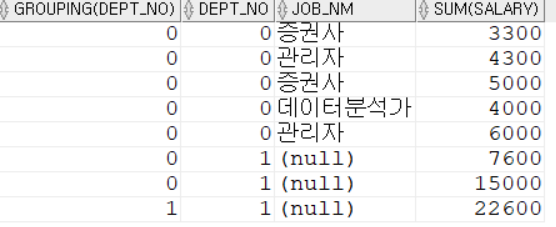 GROUPING(DEPT_NO) DEPT_NO JOB_NM SUM(SALARY)
0 0 증권사 3300
0 0 관리자 4300
0 0 증권사 5000
0 0 데이터분석가 4000
0 0 관리자 6000
0 1 (null) 7600
0 1 (null) 15000
1 1 (null) 22600